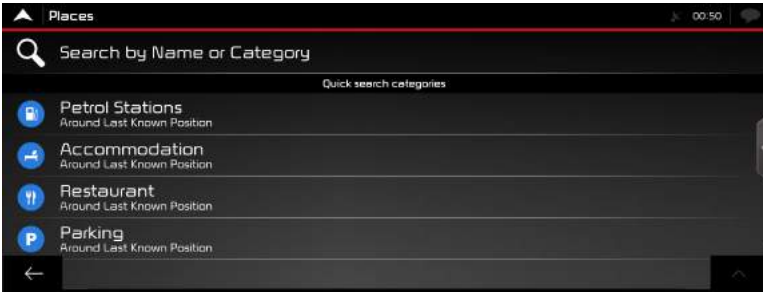 Places
00:50
Search by Name or Category
Quick search categories
Petrol Stations
Around Last Known Position
Accommodation
Around Last Known Position
Restaurant
Around Last Known Position
P
Parking
Around Last Known Position